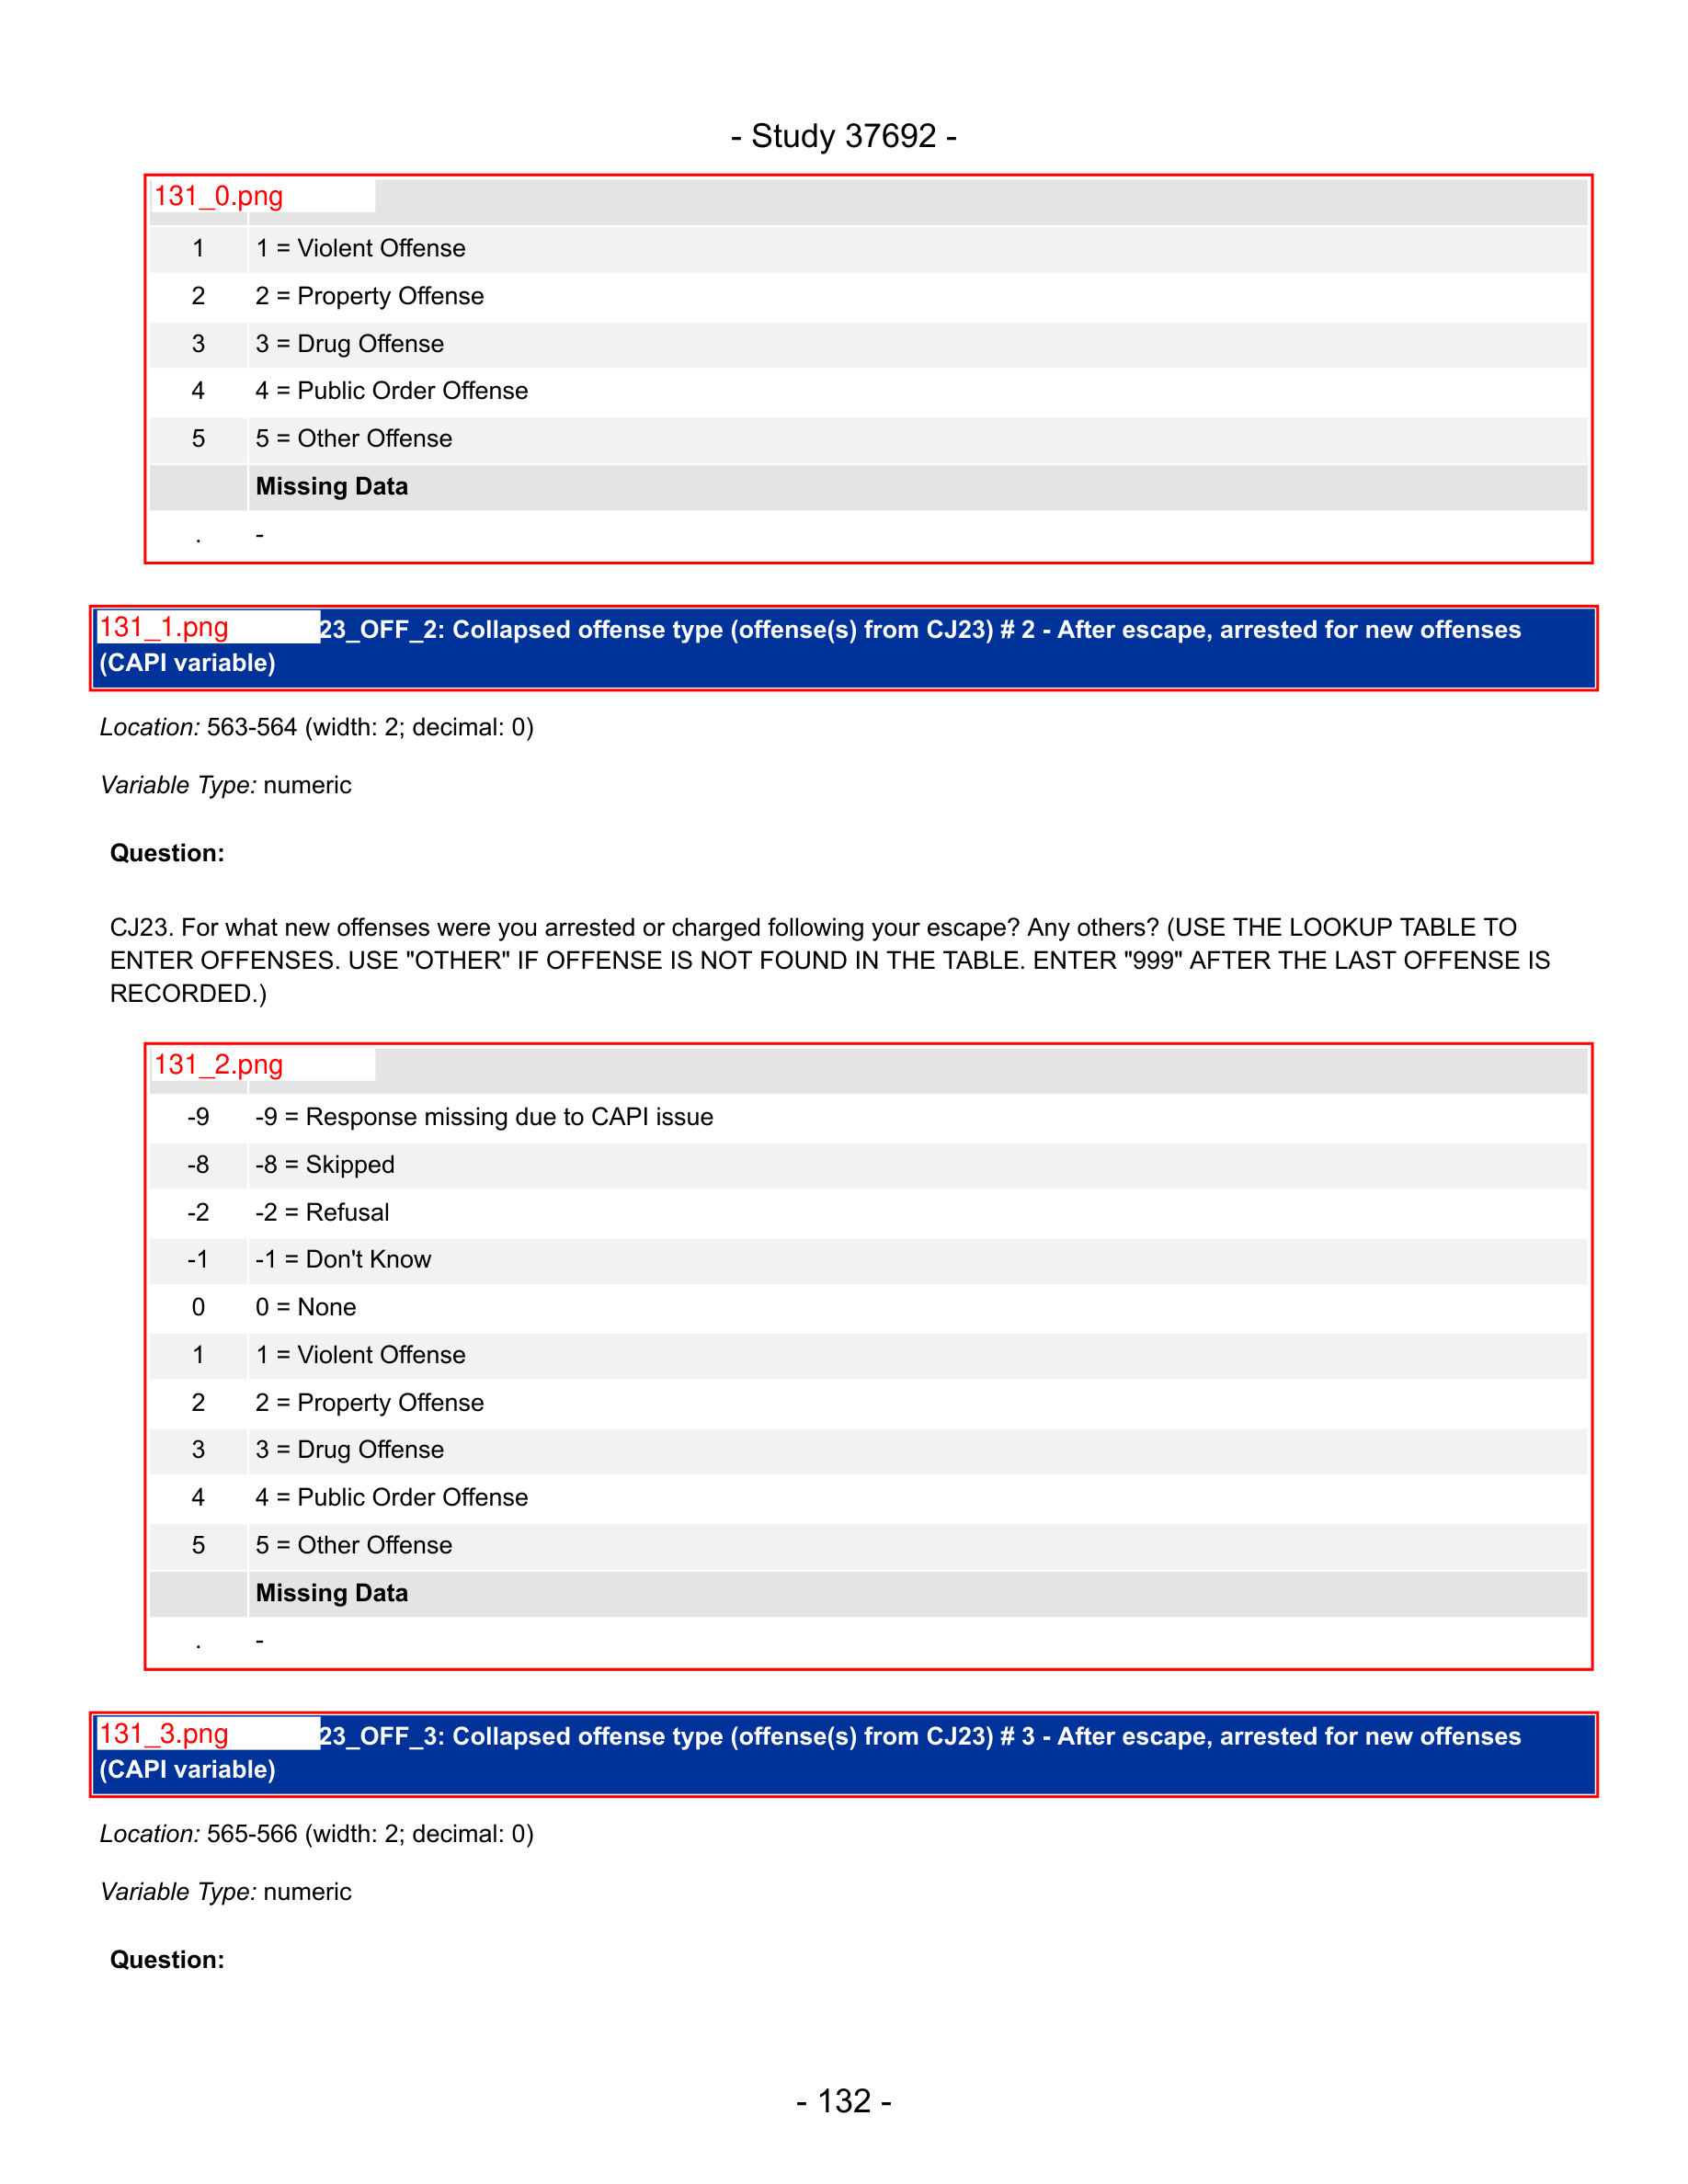 - Study 37692 -
131_0.png
1 1 = Violent Offense
2 2 = Property Offense
3 3 = Drug Offense
4 4 = Public Order Offense
5 5 = Other Offense
Missing Data
. -
131_1.png 23_OFF_2: Collapsed offense type (offense(s) from CJ23) # 2 - After escape, arrested for new offenses
(CAPI variable)
Location: 563-564 (width: 2; decimal: 0)
Variable Type: numeric
Question:
CJ23. For what new offenses were you arrested or charged following your escape? Any others? (USE THE LOOKUP TABLE TO
ENTER OFFENSES. USE "OTHER" IF OFFENSE IS NOT FOUND IN THE TABLE. ENTER "999" AFTER THE LAST OFFENSE IS
RECORDED.)
131_2.png
-9 -9 = Response missing due to CAPI issue
-8 -8 = Skipped
-2 -2 = Refusal
-1 -1 = Don't Know
0 0 = None
1 1 = Violent Offense
2 2 = Property Offense
3 3 = Drug Offense
4 4 = Public Order Offense
5 5 = Other Offense
Missing Data
. -
131_3.png 23_OFF_3: Collapsed offense type (offense(s) from CJ23) # 3 - After escape, arrested for new offenses
(CAPI variable)
Location: 565-566 (width: 2; decimal: 0)
Variable Type: numeric
Question:
- 132 -